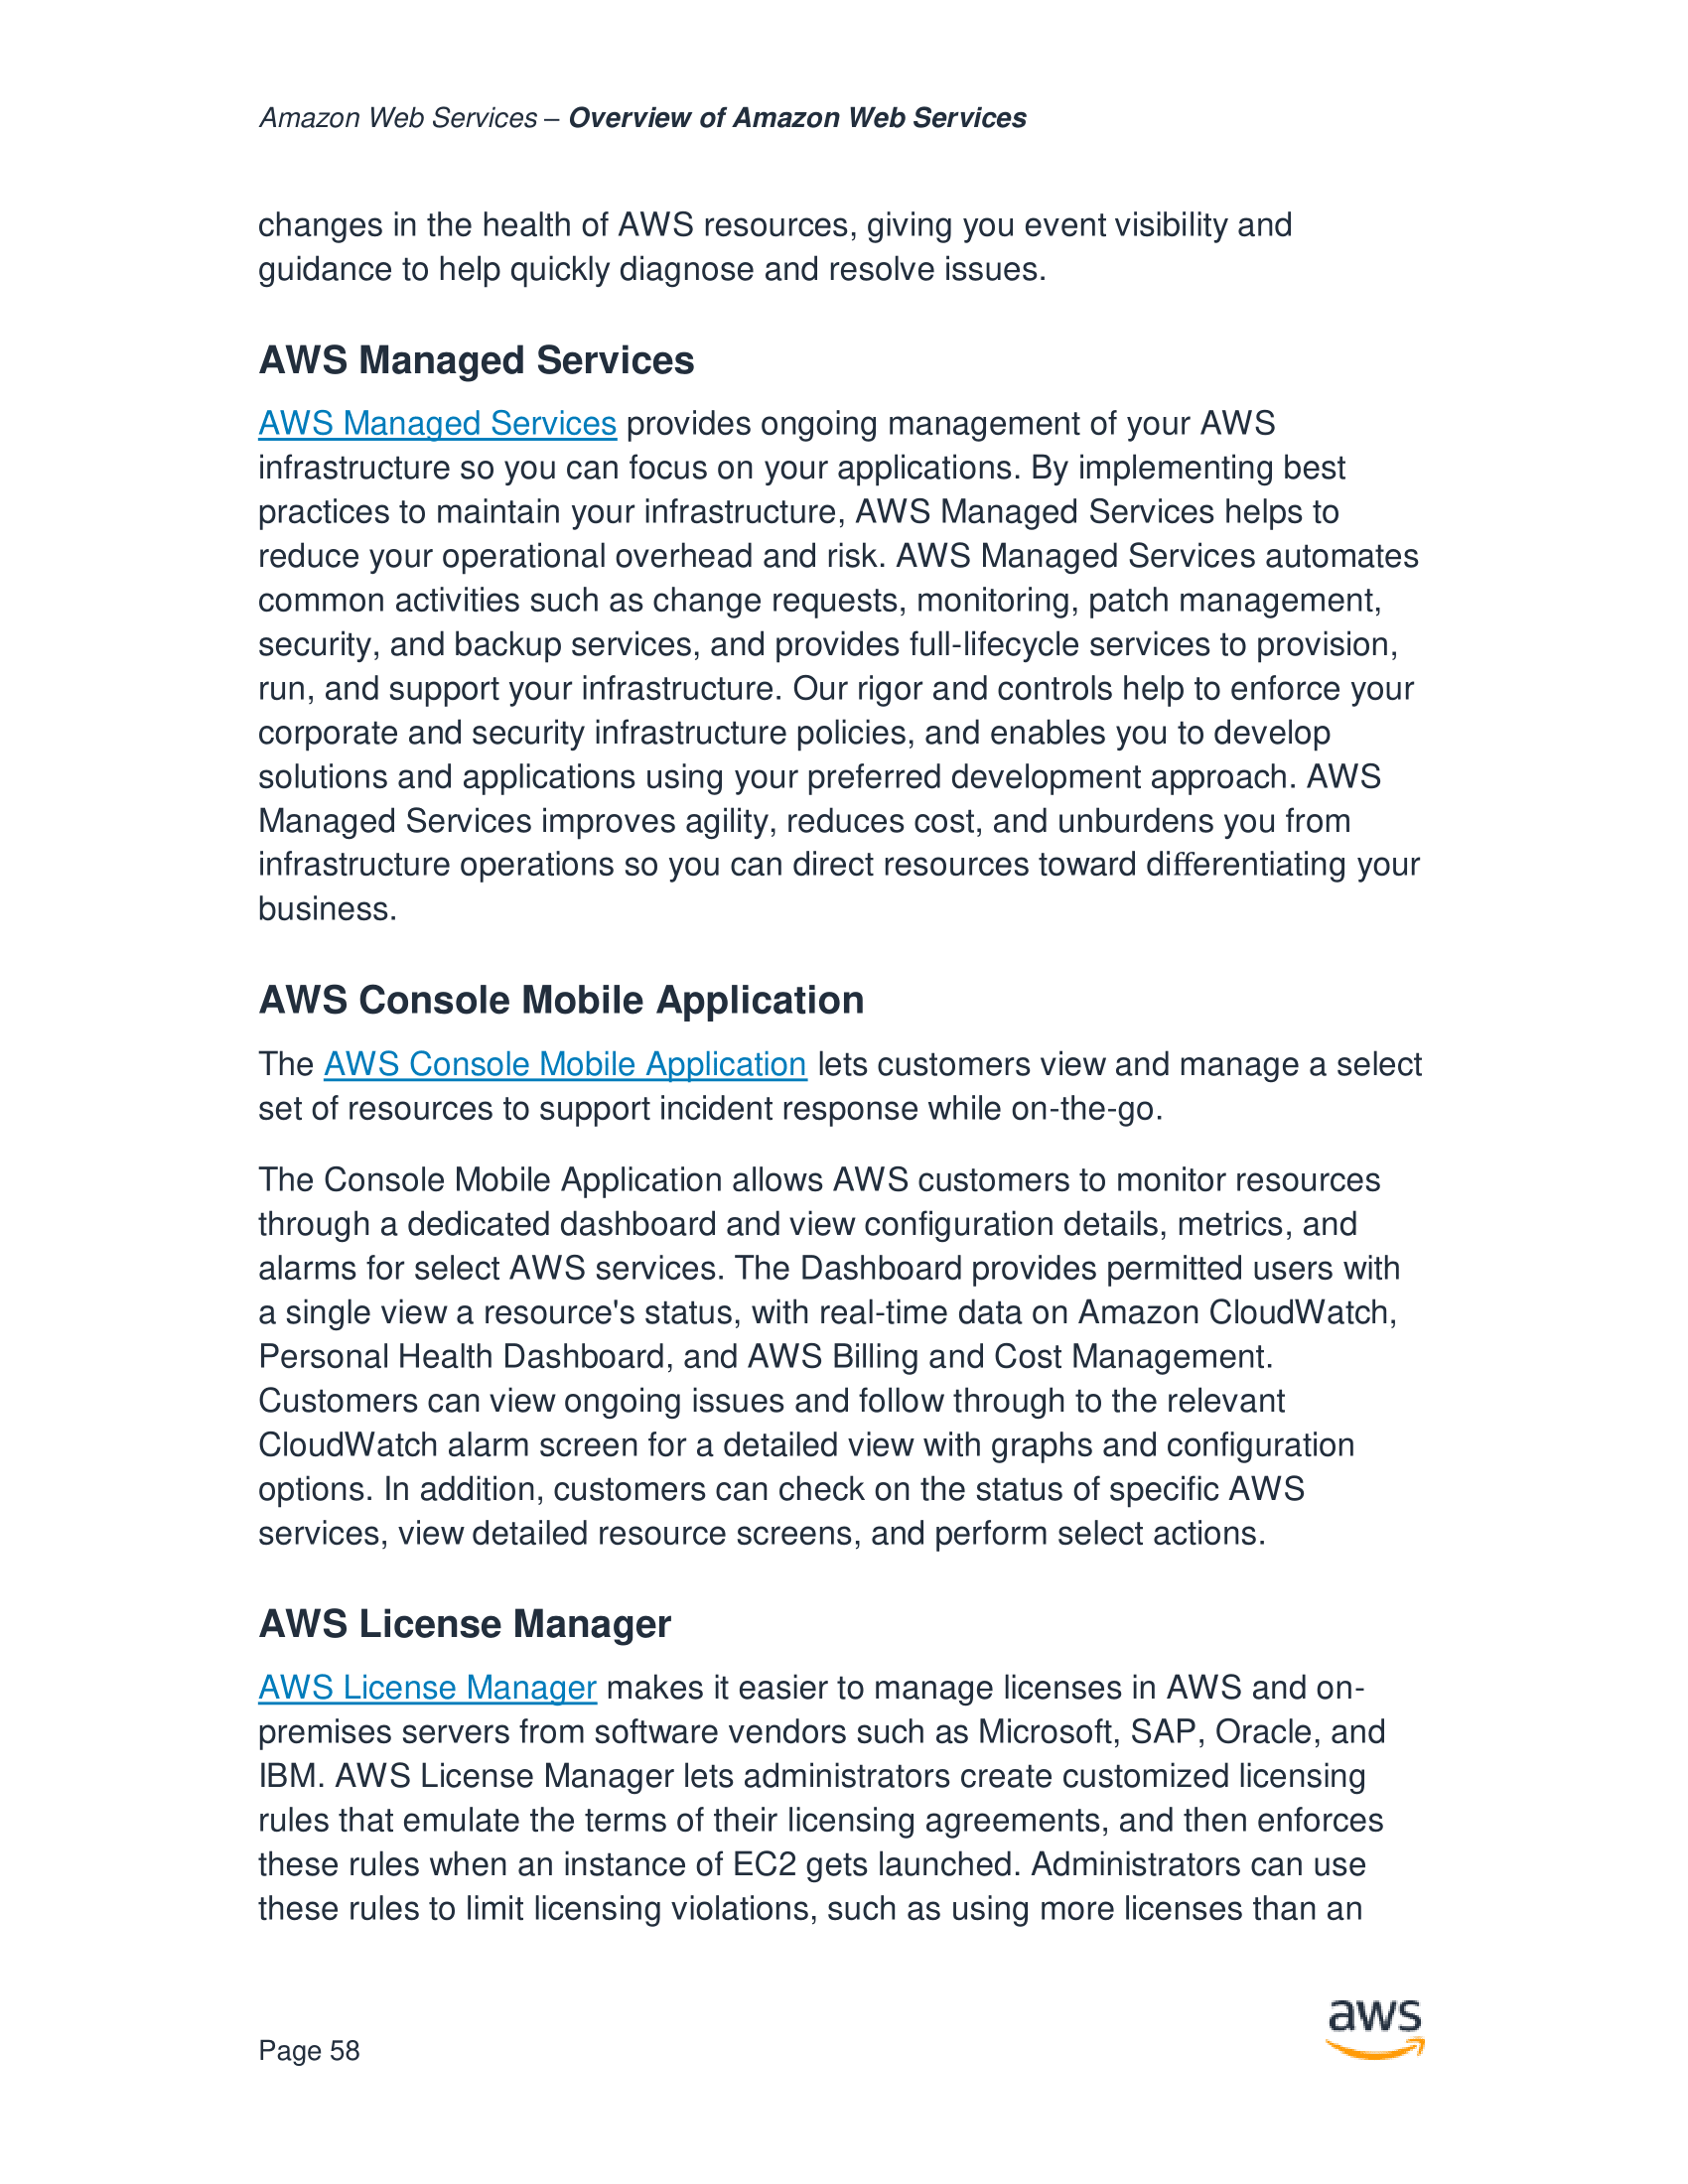 Amazon Web Services – Overview of Amazon Web Services
changes in the health of AWS resources, giving you event visibility and
guidance to help quickly diagnose and resolve issues.
AWS Managed Services
AWS Managed Services provides ongoing management of your AWS
infrastructure so you can focus on your applications. By implementing best
practices to maintain your infrastructure, AWS Managed Services helps to
reduce your operational overhead and risk. AWS Managed Services automates
common activities such as change requests, monitoring, patch management,
security, and backup services, and provides full-lifecycle services to provision,
run, and support your infrastructure. Our rigor and controls help to enforce your
corporate and security infrastructure policies, and enables you to develop
solutions and applications using your preferred development approach. AWS
Managed Services improves agility, reduces cost, and unburdens you from
infrastructure operations so you can direct resources toward differentiating your
business.
AWS Console Mobile Application
The AWS Console Mobile Application lets customers view and manage a select
set of resources to support incident response while on-the-go.
The Console Mobile Application allows AWS customers to monitor resources
through a dedicated dashboard and view configuration details, metrics, and
alarms for select AWS services. The Dashboard provides permitted users with
a single view a resource's status, with real-time data on Amazon CloudWatch,
Personal Health Dashboard, and AWS Billing and Cost Management.
Customers can view ongoing issues and follow through to the relevant
CloudWatch alarm screen for a detailed view with graphs and configuration
options. In addition, customers can check on the status of specific AWS
services, view detailed resource screens, and perform select actions.
AWS License Manager
AWS License Manager makes it easier to manage licenses in AWS and on-
premises servers from software vendors such as Microsoft, SAP, Oracle, and
IBM. AWS License Manager lets administrators create customized licensing
rules that emulate the terms of their licensing agreements, and then enforces
these rules when an instance of EC2 gets launched. Administrators can use
these rules to limit licensing violations, such as using more licenses than an
aws
Page 58